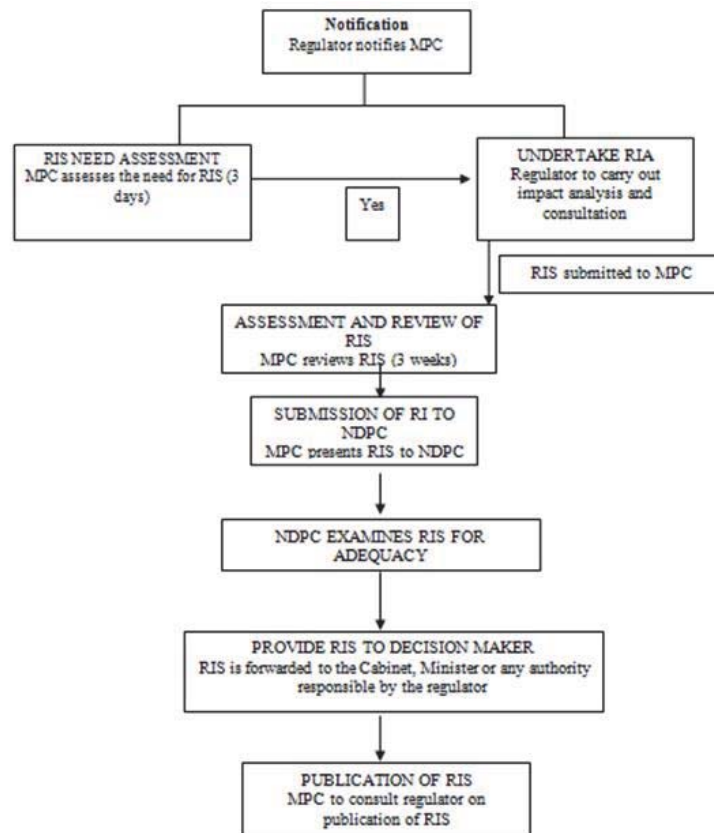 Notification
Regulator notifies MPC
RIS NEED ASSESSMENT
MPC assesses the need for RIS (3
days)
Yes
UNDERTAKE RIA
Regulator to carry out
impact analysis and
consultation
RIS submitted to MPC
ASSESSMENT AND REVIEW OF
RIS
MPC reviews RIS (3 weeks)
SUBMISSION OF RI TO
NDPC
MPC presents RIS to NDPC
NDPC EXAMINES RIS FOR
ADEQUACY
PROVIDE RIS TO DECISION MAKER
RIS is forwarded to the Cabinet, Minister or any authority
responsible by the regulator
PUBLICATION OF RIS
MPC to consult regulator on
publication of RIS